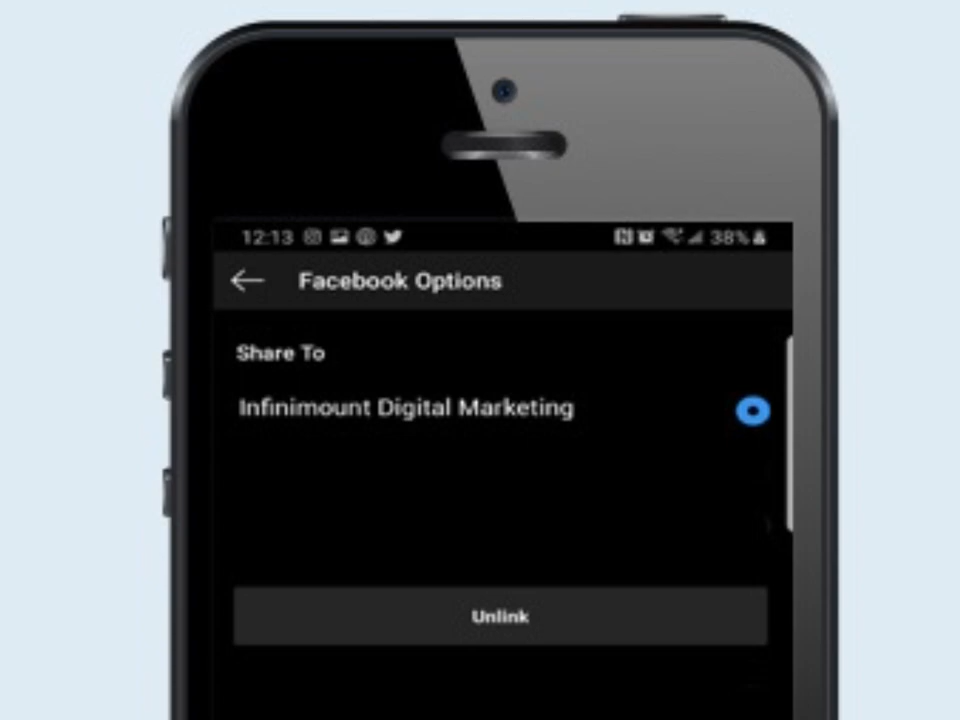 12:13 38%
Facebook Options
Share To
Infinimount Digital Marketing
Unlink